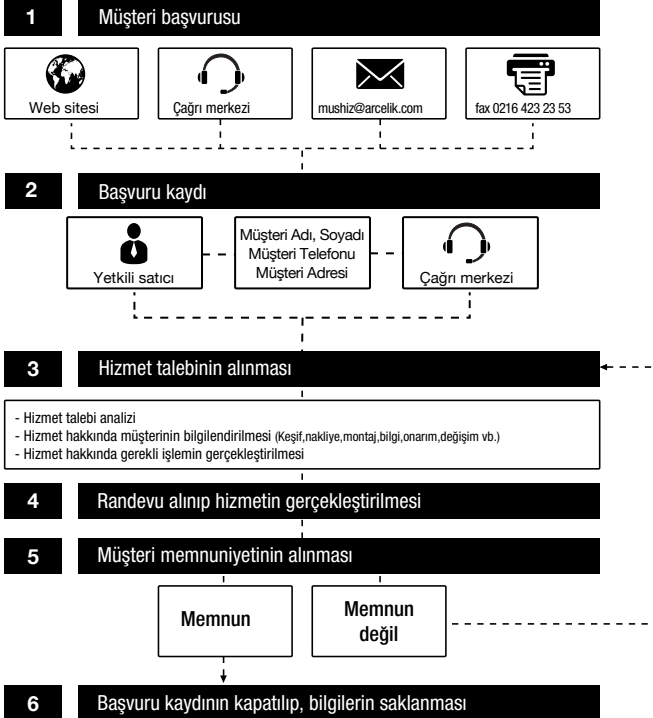 1 Müşteri başvurusu
Web sitesi
Çağrı merkezi
mushiz@arcelik.com
fax 0216 423 23 53
2 Başvuru kaydı
Yetkili satıcı
Müşteri Adı, Soyadı
Müşteri Telefonu
Müşteri Adresi
Çağrı merkezi
3 Hizmet talebinin alınması
- Hizmet talebi analizi
- Hizmet hakkında müşterinin bilgilendirilmesi (Keşif,nakliye,montaj,bilgi,onarım,değişim vb.)
- Hizmet hakkında gerekli işlemin gerçekleştirilmesi
4 Randevu alınıp hizmetin gerçekleştirilmesi
5 Müşteri memnuniyetinin alınması
Memnun
Memnun
değil
6 Başvuru kaydının kapatılıp, bilgilerin saklanması